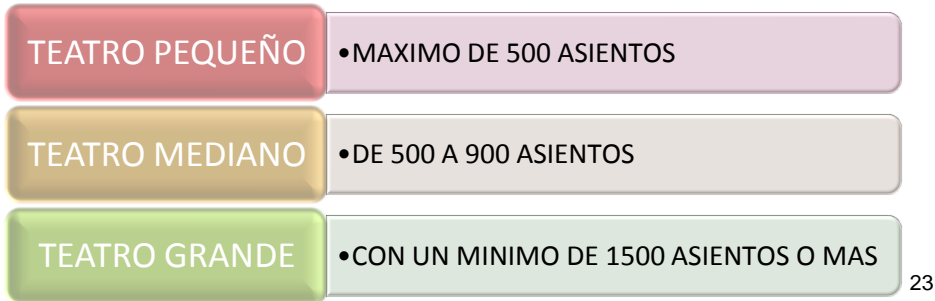 TEATRO PEQUEÑO
•MAXIMO DE 500 ASIENTOS
TEATRO MEDIANO
•DE 500 A 900 ASIENTOS
TEATRO GRANDE
•CON UN MINIMO DE 1500 ASIENTOS O MAS
23